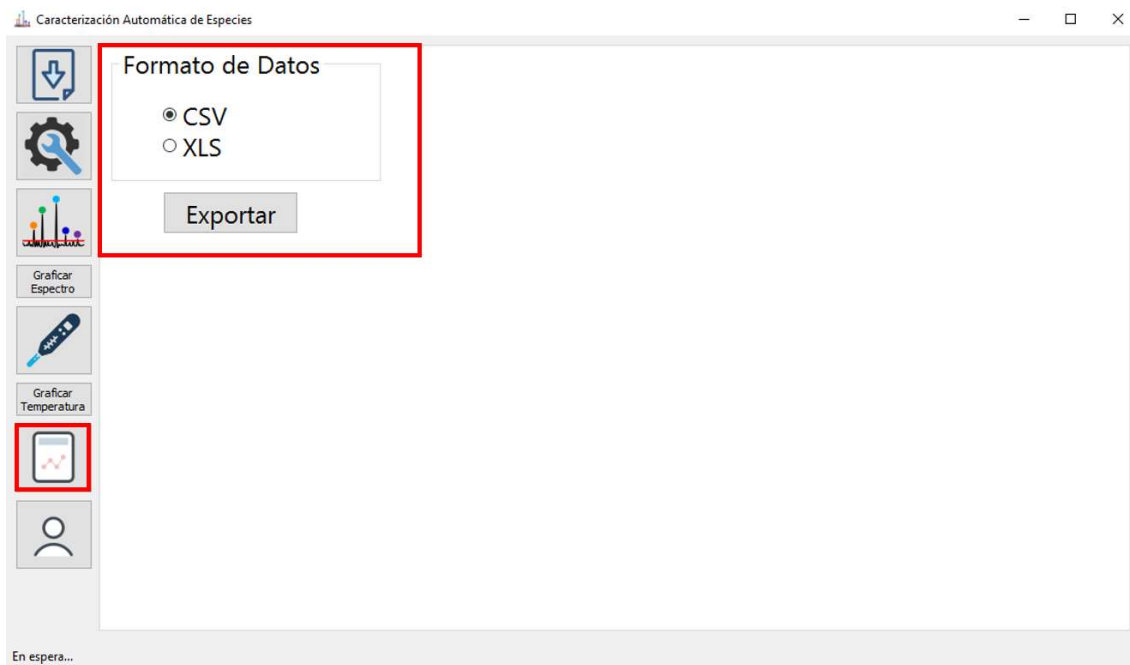 Caracterización Automática de Especies
Formato de Datos
CSV
XLS
Exportar
Graficar
Espectro
Graficar
Temperatura
En espera...